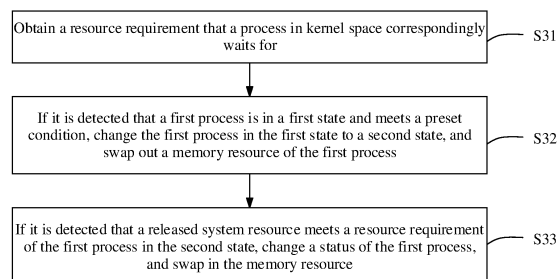 Obtain a resource requirement that a process in kernel space correspondingly
waits for
S31
If it is detected that a first process is in a first state and meets a preset
condition, change the first process in the first state to a second state, and
swap out a memory resource of the first process
S32
If it is detected that a released system resource meets a resource requirement
of the first process in the second state, change a status of the first process,
and swap in the memory resource
S33